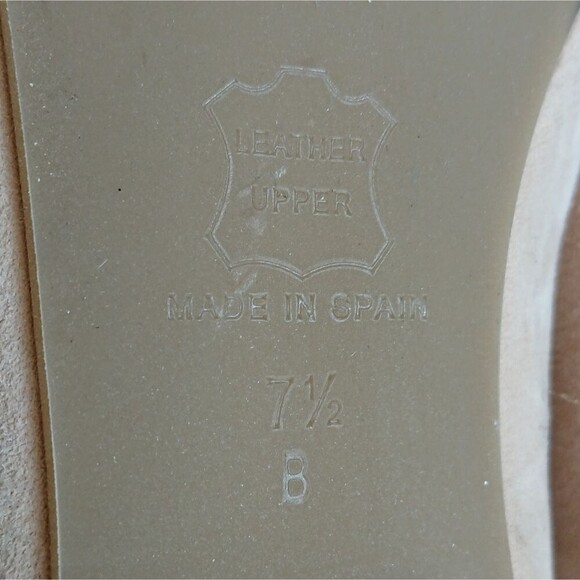 LEATHER
UPPER
MADE IN SPAIN
7½
B